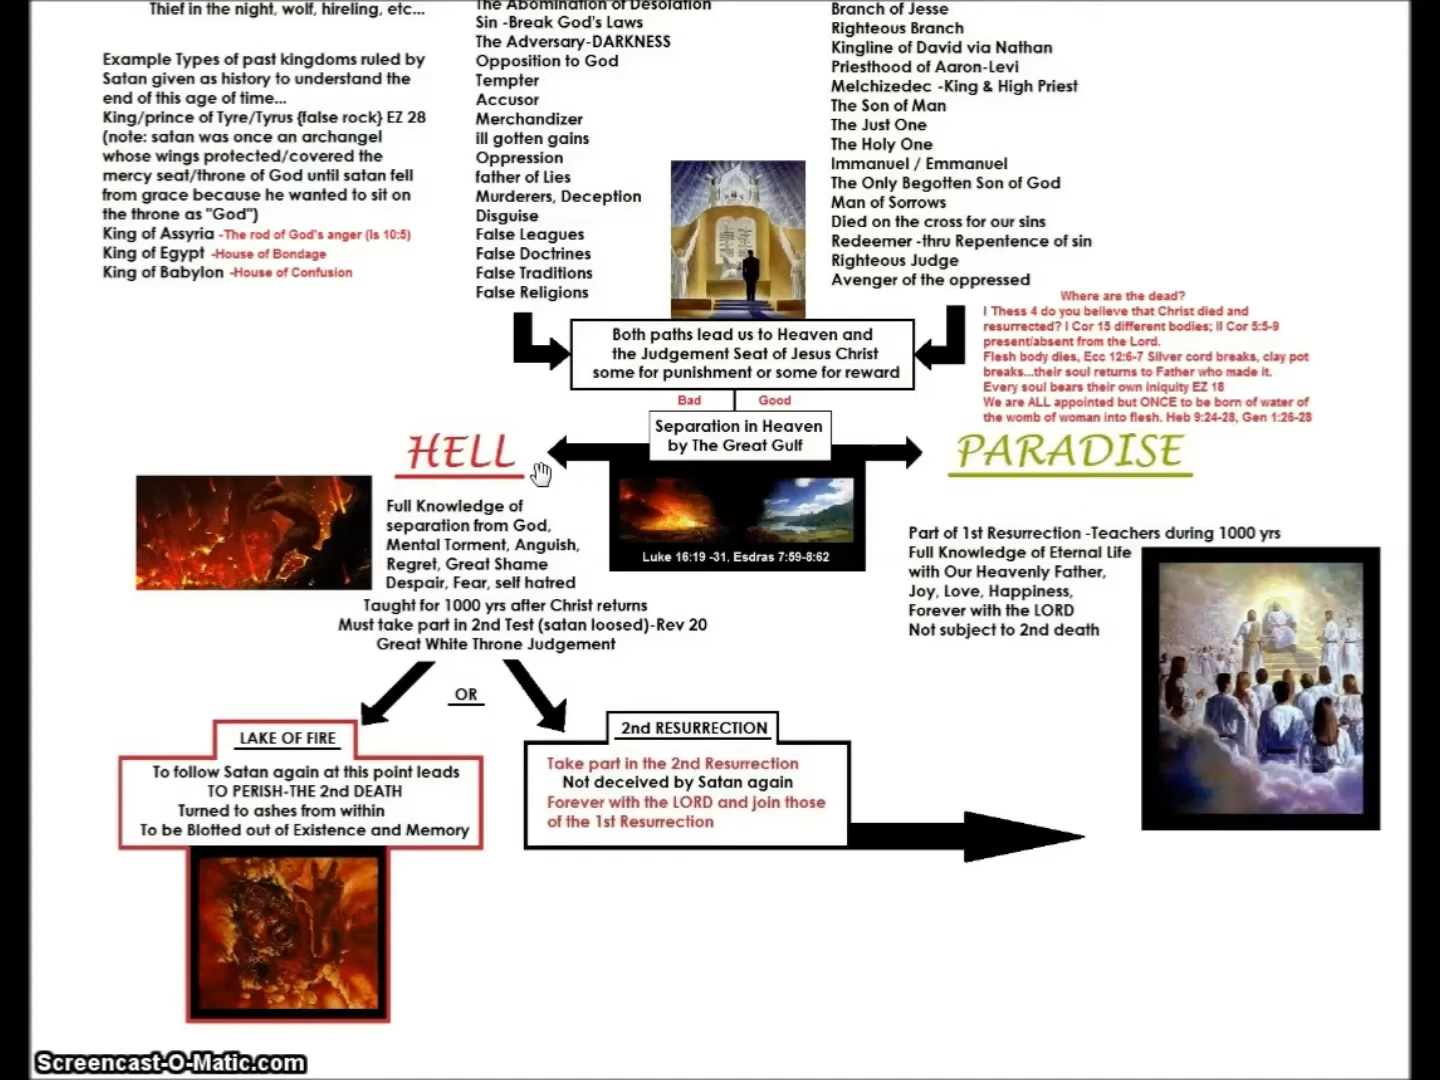 Thief in the night, wolf, hireling, etc...
Example Types of past kingdoms ruled by
Satan given as history to understand the
end of this age of time...
King/prince of Tyre/Tyrus {false rock} EZ 28
(note: satan was once an archangel
whose wings protected/covered the
mercy seat/throne of God until satan fell
from grace because he wanted to sit on
the throne as "God")
King of Assyria -The rod of God's anger (Is 10:5)
King of Egypt -House of Bondage
King of Babylon -House of Confusion
The Abomination of Desolation
Sin -Break God's Laws
The Adversary-DARKNESS
Opposition to God
Tempter
Accusor
Merchandizer
ill gotten gains
Oppression
father of Lies
Murderers, Deception
Disguise
False Leagues
False Doctrines
False Traditions
False Religions
Branch of Jesse
Righteous Branch
Kingline of David via Nathan
Priesthood of Aaron-Levi
Melchizedec -King & High Priest
The Son of Man
The Just One
The Holy One
Immanuel / Emmanuel
The Only Begotten Son of God
Man of Sorrows
Died on the cross for our sins
Redeemer -thru Repentence of sin
Righteous Judge
Avenger of the oppressed
Where are the dead?
I Thess 4 do you believe that Christ died and
resurrected? I Cor 15 different bodies; II Cor 5:5-9
present/absent from the Lord.
Flesh body dies, Ecc 12:6-7 Silver cord breaks, clay pot
breaks...their soul returns to Father who made it.
Every soul bears their own iniquity EZ 18
We are ALL appointed but ONCE to be born of water of
the womb of woman into flesh. Heb 9:24-28, Gen 1:26-28
Both paths lead us to Heaven and
the Judgement Seat of Jesus Christ
some for punishment or some for reward
Bad Good
Separation in Heaven
by The Great Gulf
HELL
PARADISE
Luke 16:19 -31, Esdras 7:59-8:62
Full Knowledge of
separation from God,
Mental Torment, Anguish,
Regret, Great Shame
Despair, Fear, self hatred
Taught for 1000 yrs after Christ returns
Must take part in 2nd Test (satan loosed)-Rev 20
Great White Throne Judgement
Part of 1st Resurrection -Teachers during 1000 yrs
Full Knowledge of Eternal Life
with Our Heavenly Father,
Joy, Love, Happiness,
Forever with the LORD
Not subject to 2nd death
OR
LAKE OF FIRE
To follow Satan again at this point leads
TO PERISH-THE 2nd DEATH
Turned to ashes from within
To be Blotted out of Existence and Memory
2nd RESURRECTION
Take part in the 2nd Resurrection
Not deceived by Satan again
Forever with the LORD and join those
of the 1st Resurrection
Screencast-O-Matic.com